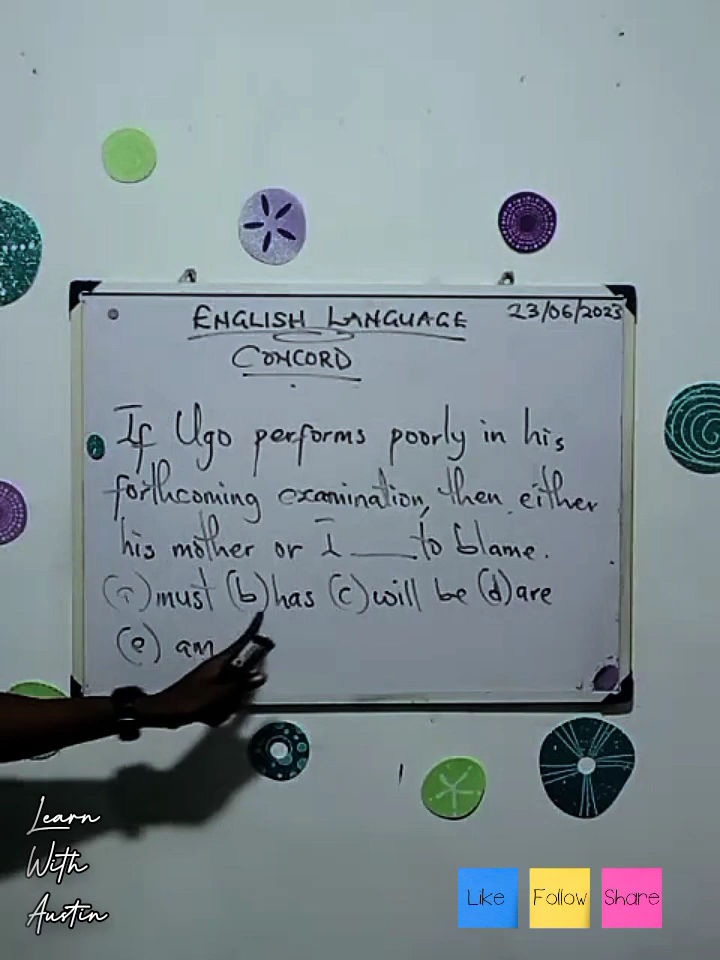 ENGLISH LANGUAGE
23/06/2023
CONCORD
If Ugo performs poorly in his
forthcoming examination, then either
his mother or I ___ to blame.
(a) must (b) has (c) will be (d) are
(e) am
Learn
With
Austin
Like Follow Share